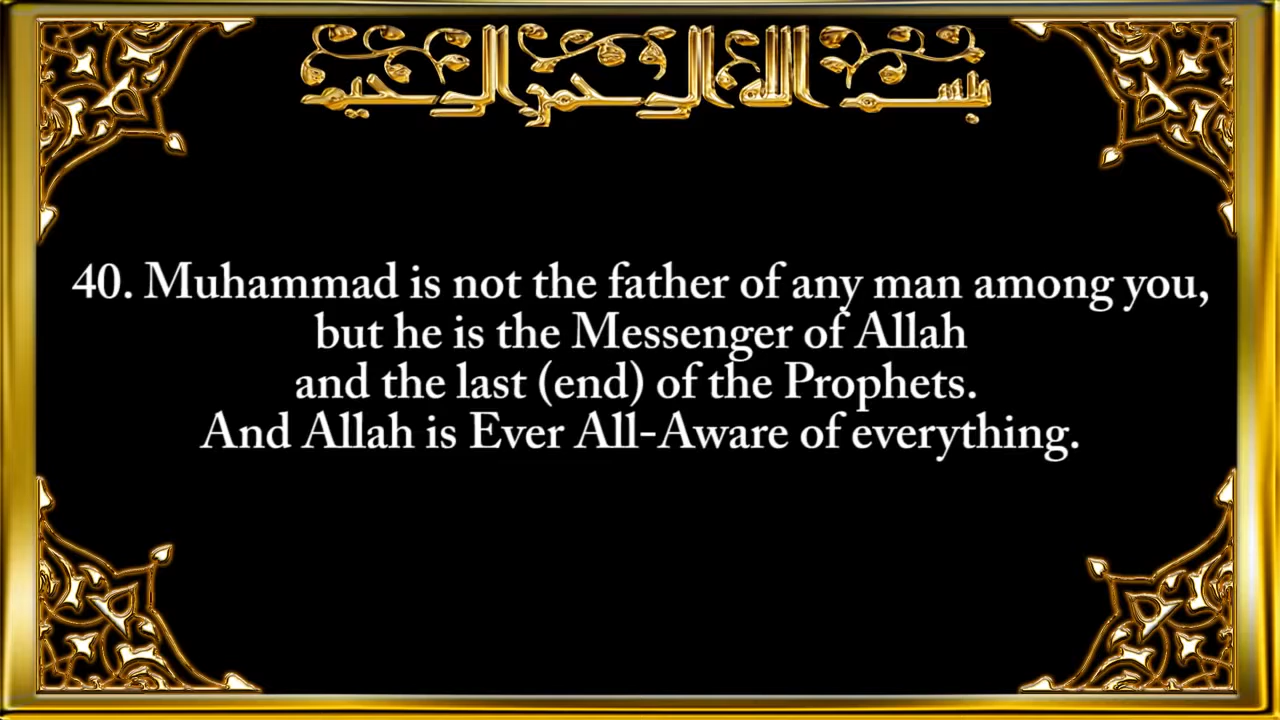 بسم الله الرحمن الرحيم
40. Muhammad is not the father of any man among you,
but he is the Messenger of Allah
and the last (end) of the Prophets.
And Allah is Ever All-Aware of everything.